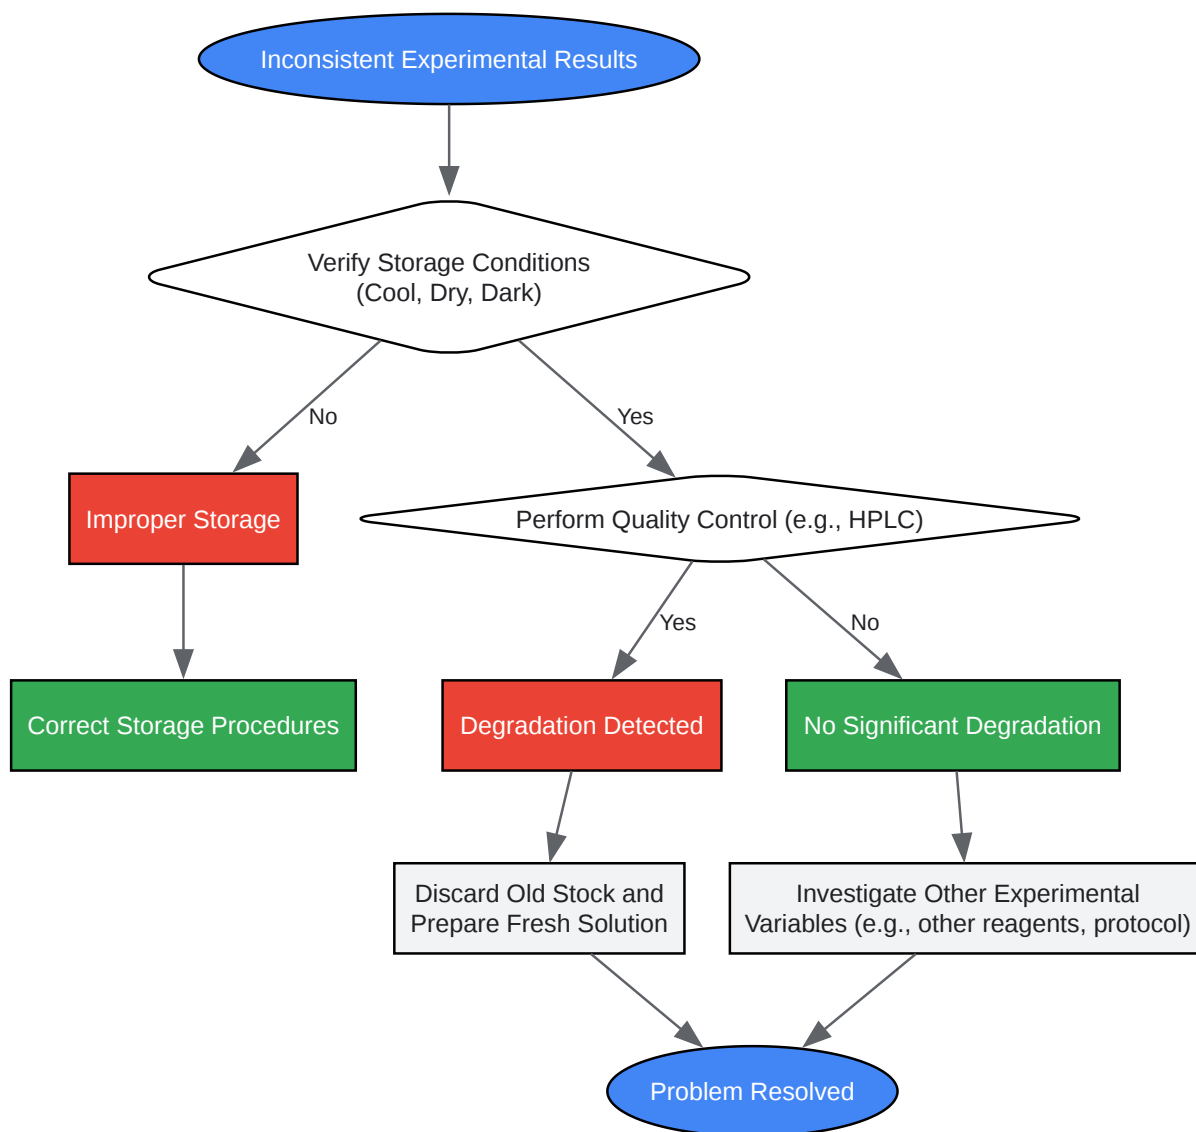 Inconsistent Experimental Results
Verify Storage Conditions
(Cool, Dry, Dark)
No
Yes
Improper Storage
Perform Quality Control (e.g., HPLC)
Yes
No
Correct Storage Procedures
Degradation Detected
No Significant Degradation
Discard Old Stock and
Prepare Fresh Solution
Investigate Other Experimental
Variables (e.g., other reagents, protocol)
Problem Resolved